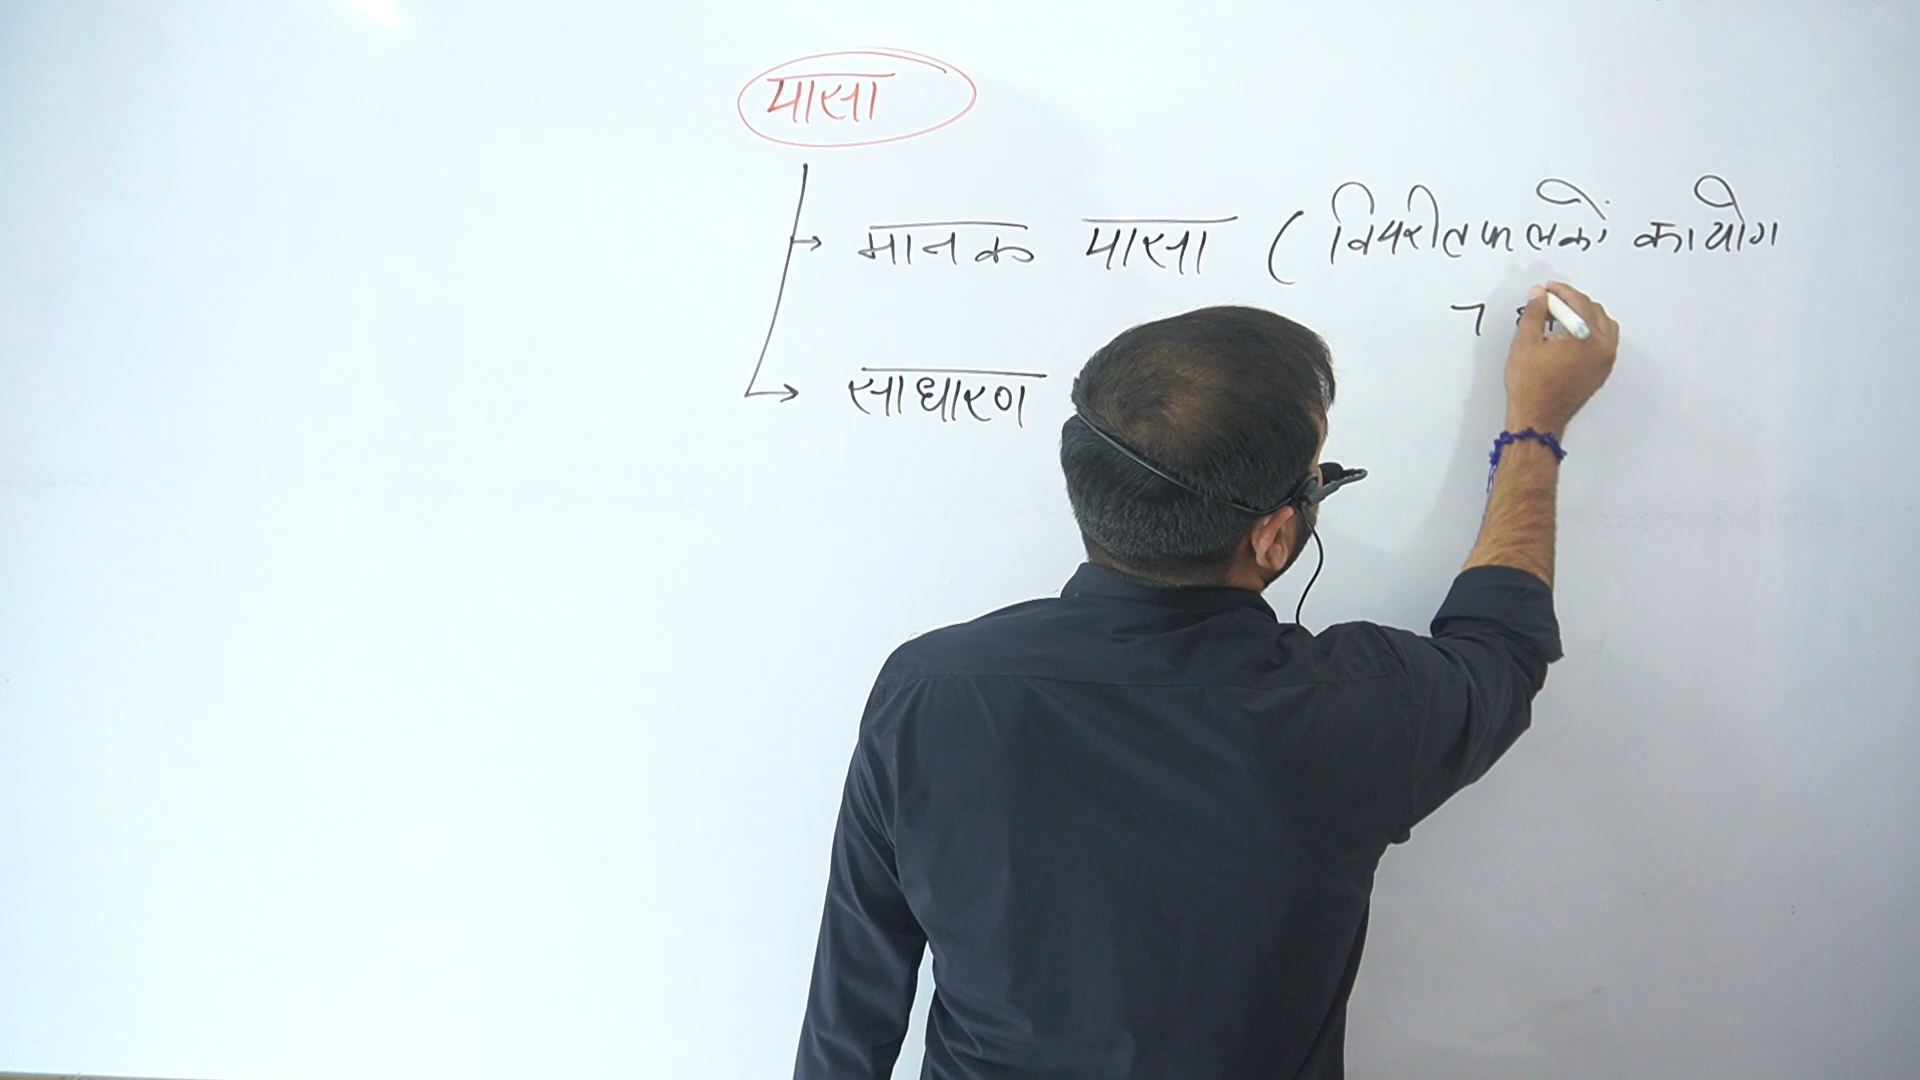 पासा
मानक पासा ( विपरीत फलकों का योग
7
साधारण